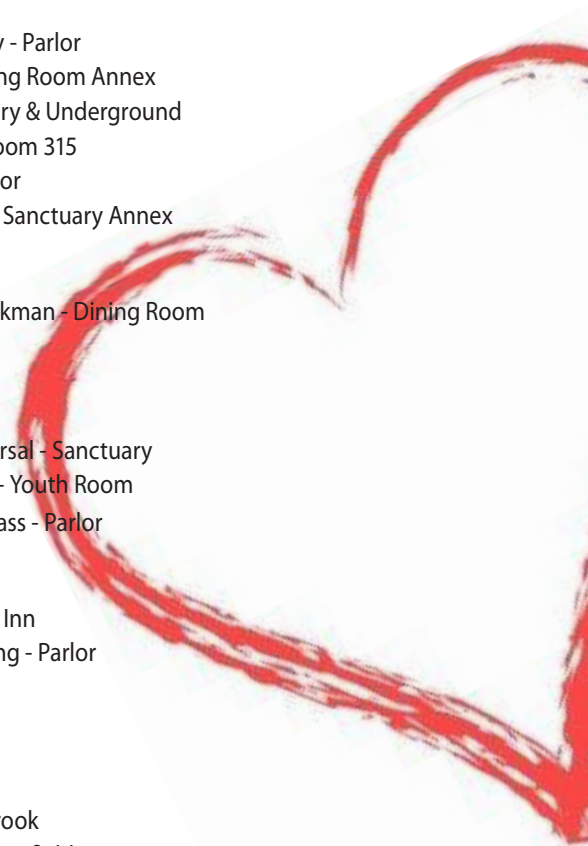 y - Parlor
ng Room Annex
ry & Underground
oom 315
or
Sanctuary Annex
kman - Dining Room
rsal - Sanctuary
- Youth Room
ass - Parlor
Inn
ng - Parlor
rook